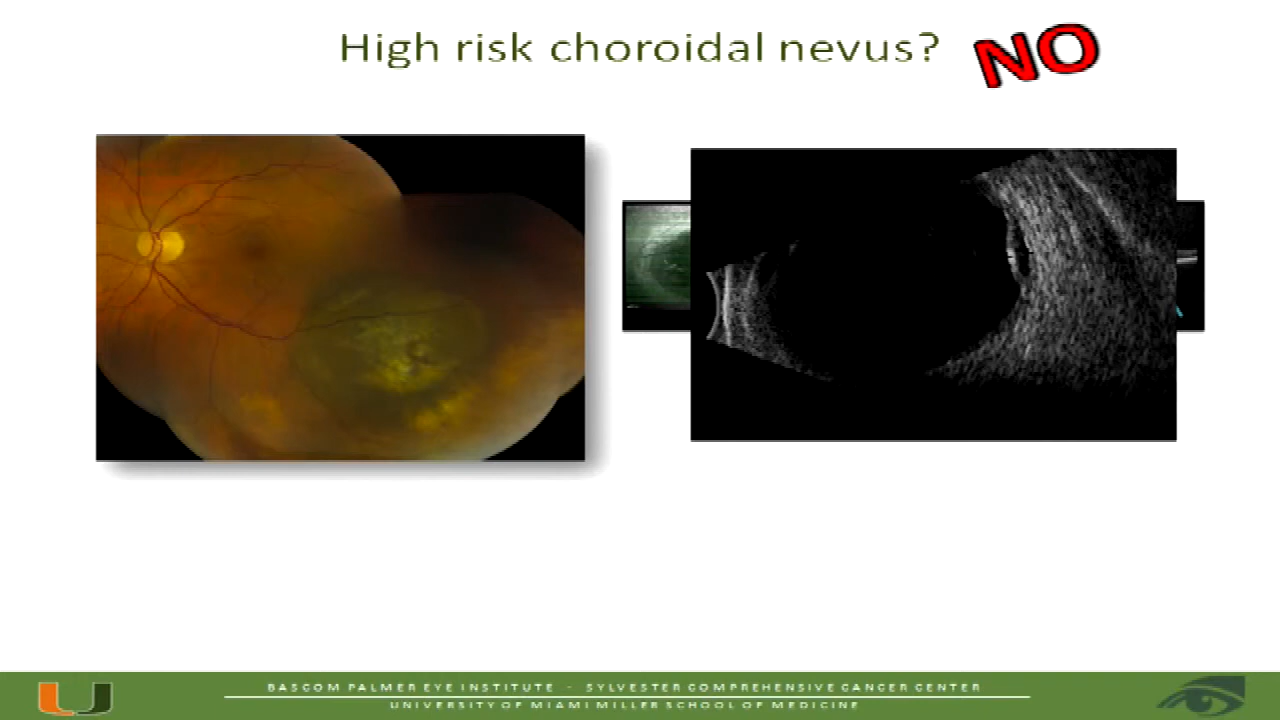 High risk choroidal nevus?
NO
BASCOM PALMER EYE INSTITUTE - SYLVESTER COMPREHENSIVE CANCER CENTER
UNIVERSITY OF MIAMI MILLER SCHOOL OF MEDICINE